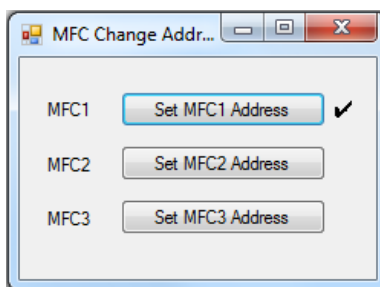 MFC Change Addr...
MFC1 Set MFC1 Address ✔
MFC2 Set MFC2 Address
MFC3 Set MFC3 Address